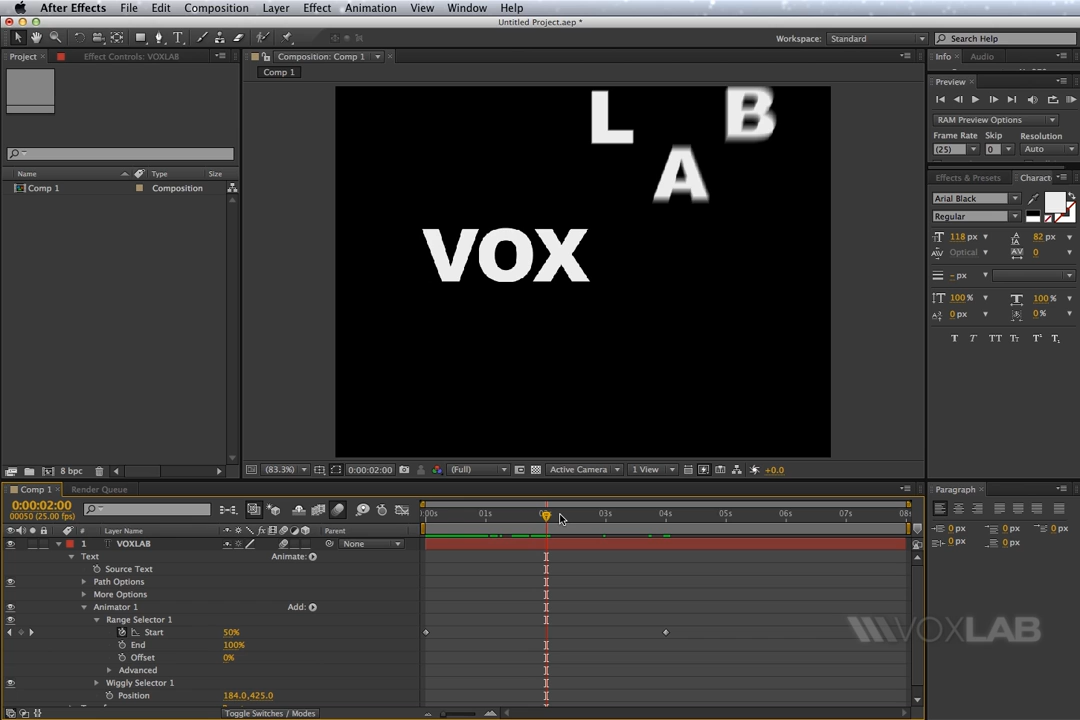 After Effects File Edit Composition Layer Effect Animation View Window Help
Untitled Project.aep *
Workspace: Standard Search Help
Project Effect Controls: VOXLAB Composition: Comp 1 Info Audio
Comp 1
Preview
RAM Preview Options
Frame Rate Skip Resolution
(25) 0 Auto
Name Type Size
Comp 1 Composition
Effects & Presets Charact
Arial Black
Regular
118 px 82 px
Optical 0
- px
100 % 100 %
0 px 0 %
T T TT Tr T' T,
L B
A
VOX
8 bpc (83.3%) 0:00:02:00 (Full) Active Camera 1 View +0.0
Comp 1 Render Queue
Paragraph
0:00:02:00
00050 (25.00 fps)
:00s 01s 03s 04s 05s 06s 07s 08s
# Layer Name Parent
1 VOXLAB None
Text Animate:
Source Text
Path Options
More Options
Animator 1 Add:
Range Selector 1
Start 50%
End 100%
Offset 0%
Advanced
Wiggly Selector 1
Position 184.0,425.0
Toggle Switches / Modes
0 px 0 px 0 px
0 px 0 px
VOXLAB